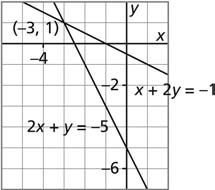 y
(−3, 1)
x
−4
−2
x + 2y = −1
2x + y = −5
−6